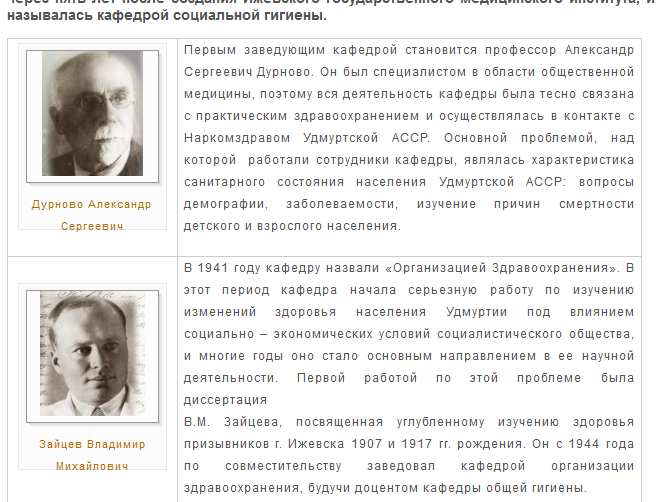 через пять лет после создания Ижевского государственного медицинского института, и
называлась кафедрой социальной гигиены.
Дурново Александр
Сергеевич
Первым заведующим кафедрой становится профессор Александр
Сергеевич Дурново. Он был специалистом в области общественной
медицины, поэтому вся деятельность кафедры была тесно связана
с практическим здравоохранением и осуществлялась в контакте с
Наркомздравом Удмуртской АССР. Основной проблемой, над
которой работали сотрудники кафедры, являлась характеристика
санитарного состояния населения Удмуртской АССР: вопросы
демографии, заболеваемости, изучение причин смертности
детского и взрослого населения.
Зайцев Владимир
Михайлович
В 1941 году кафедру назвали «Организацией Здравоохранения». В
этот период кафедра начала серьезную работу по изучению
изменений здоровья населения Удмуртии под влиянием
социально – экономических условий социалистического общества,
и многие годы оно стало основным направлением в ее научной
деятельности. Первой работой по этой проблеме была
диссертация
В.М. Зайцева, посвященная углубленному изучению здоровья
призывников г. Ижевска 1907 и 1917 гг. рождения. Он с 1944 года
по совместительству заведовал кафедрой организации
здравоохранения, будучи доцентом кафедры общей гигиены.